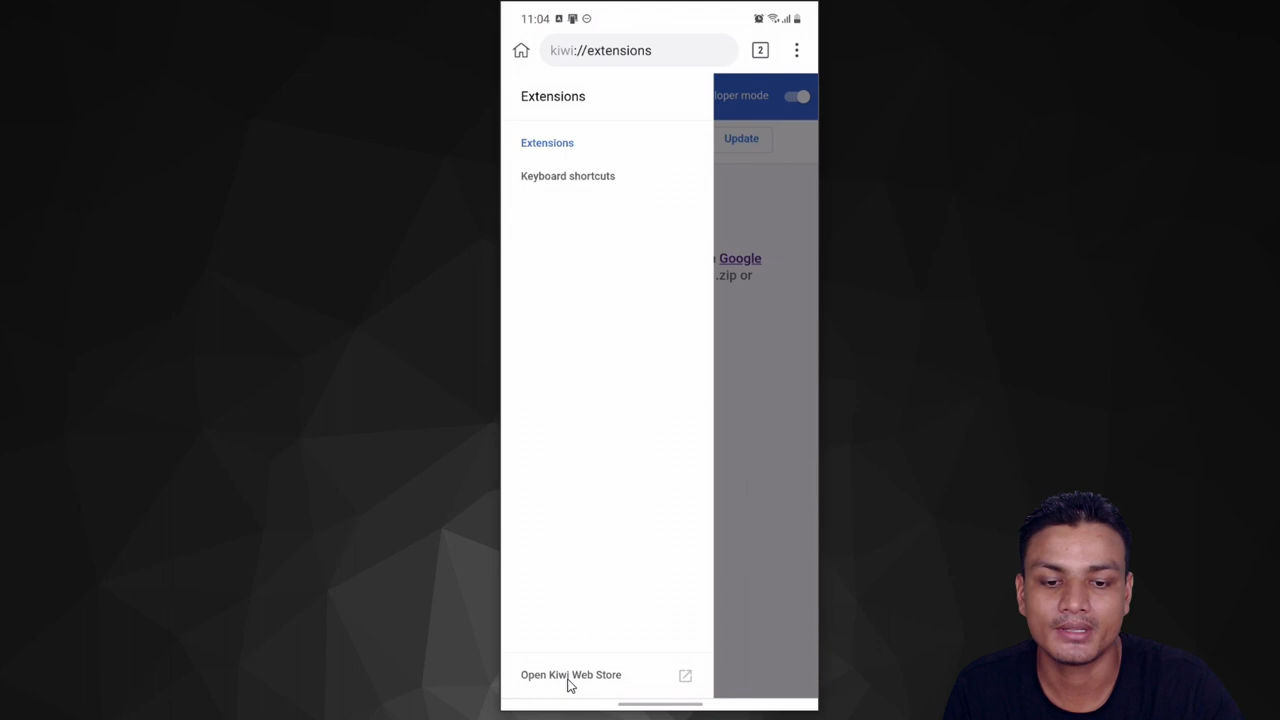 11:04
kiwi://extensions
2
Extensions
loper mode
Extensions
Update
Keyboard shortcuts
Google
.zip or
Open Kiwi Web Store